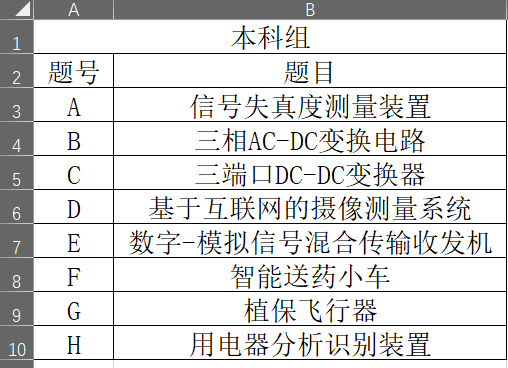 A B
1 本科组
2 题号 题目
3 A 信号失真度测量装置
4 B 三相AC-DC变换电路
5 C 三端口DC-DC变换器
6 D 基于互联网的摄像测量系统
7 E 数字-模拟信号混合传输收发机
8 F 智能送药小车
9 G 植保飞行器
10 H 用电器分析识别装置